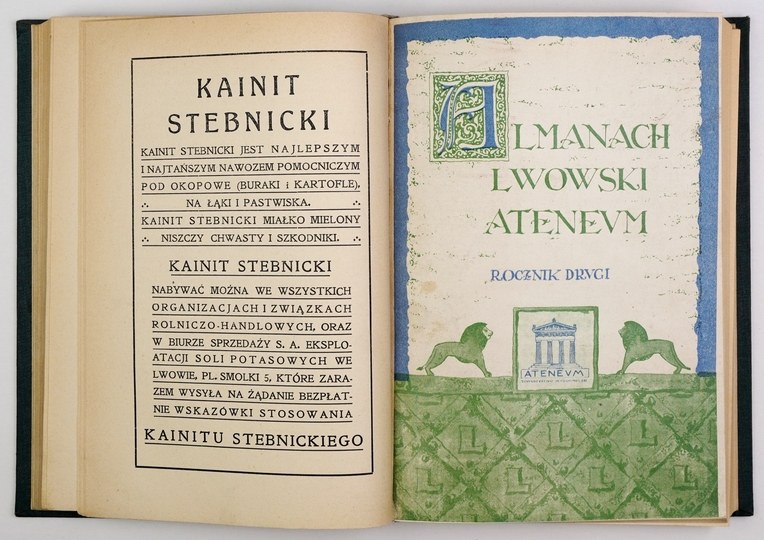 KAINIT
STEBNICKI
KAINIT STEBNICKI JEST NAJLEPSZYM
I NAJTAŃSZYM NAWOZEM POMOCNICZYM
POD OKOPOWE (BURAKI i KARTOFLE),
∴ NA ŁĄKI I PASTWISKA. ∴
KAINIT STEBNICKI MIAŁKO MIELONY
∴ NISZCZY CHWASTY I SZKODNIKI. ∴
KAINIT STEBNICKI
NABYWAĆ MOŻNA WE WSZYSTKICH
ORGANIZACJACH I ZWIĄZKACH
ROLNICZO-HANDLOWYCH, ORAZ
W BIURZE SPRZEDAŻY S. A. EKSPLO-
ATACJI SOLI POTASOWYCH WE
LWOWIE, PL. SMOLKI 5, KTÓRE ZARA-
ZEM WYSYŁA NA ŻĄDANIE BEZPŁAT-
NIE WSKAZÓWKI STOSOWANIA
KAINITU STEBNICKIEGO
ALMANACH
LWOWSKI
ATENEVM
ROCZNIK DRVGI
ATENEVM
L L L
L L